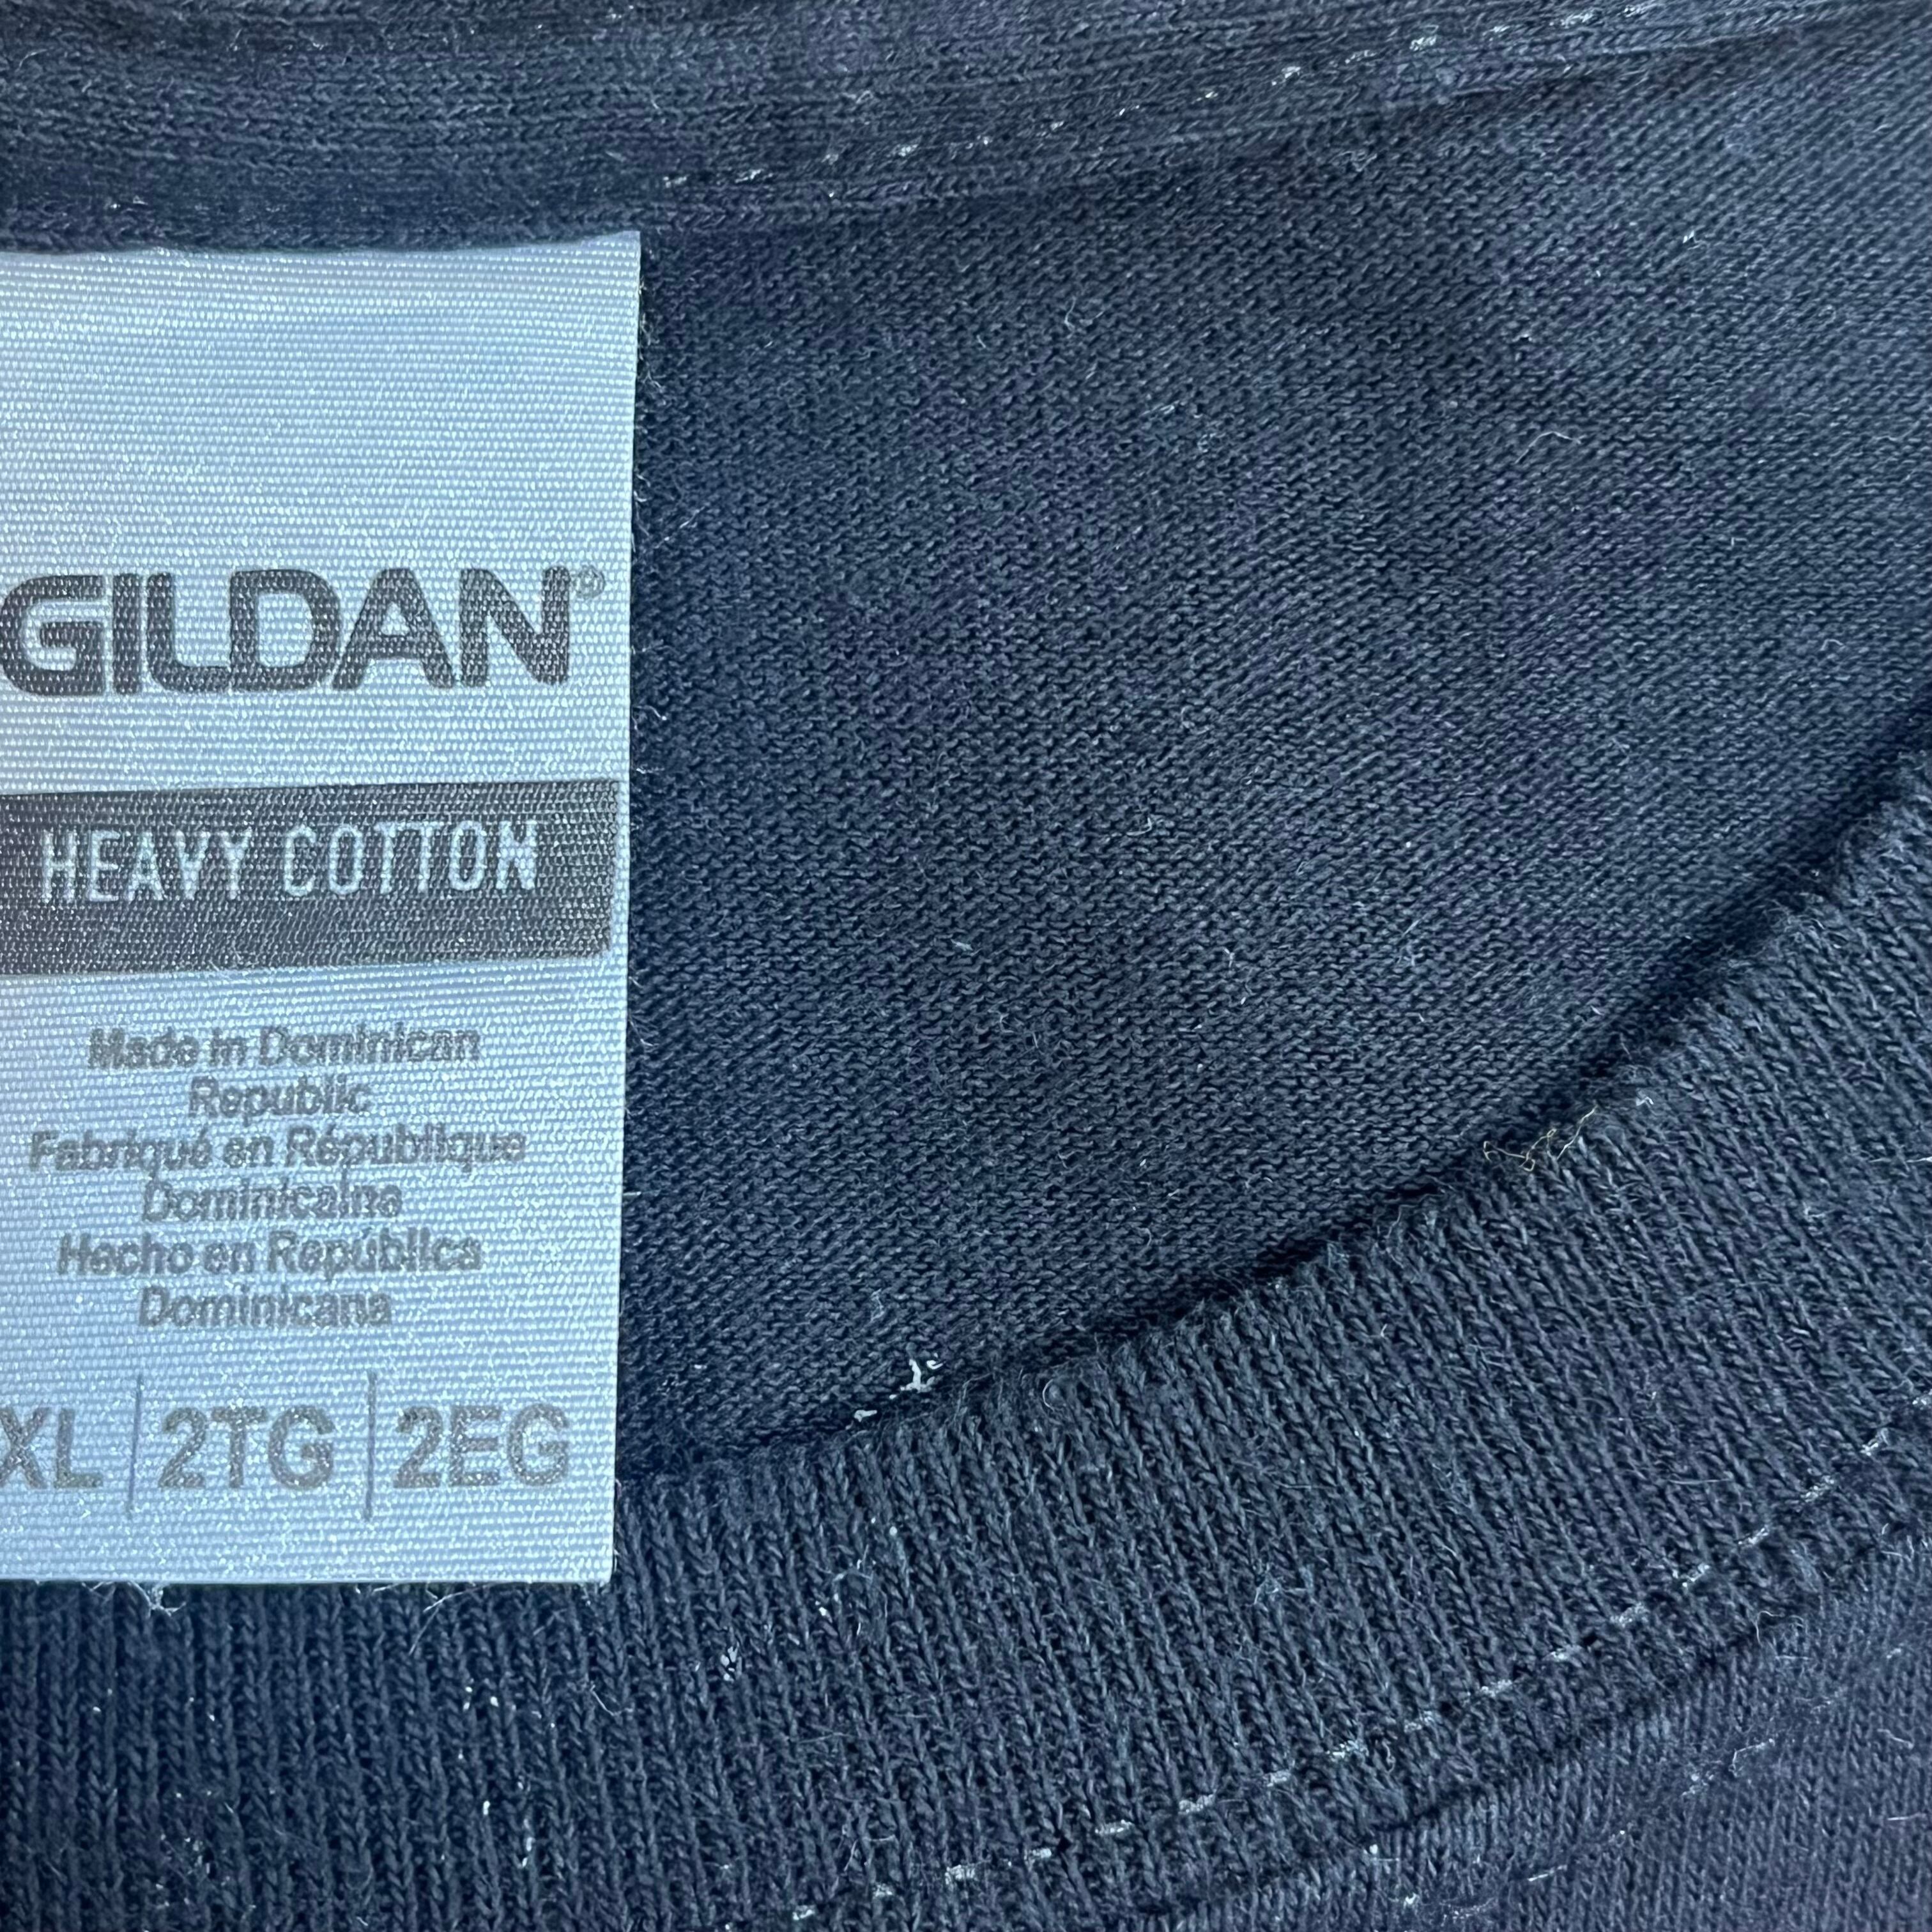 GILDAN®
HEAVY COTTON
Made in Dominican
Republic
Fabriqué en République
Dominicaine
Hecho en República
Dominicana
XL | 2TG | 2EG